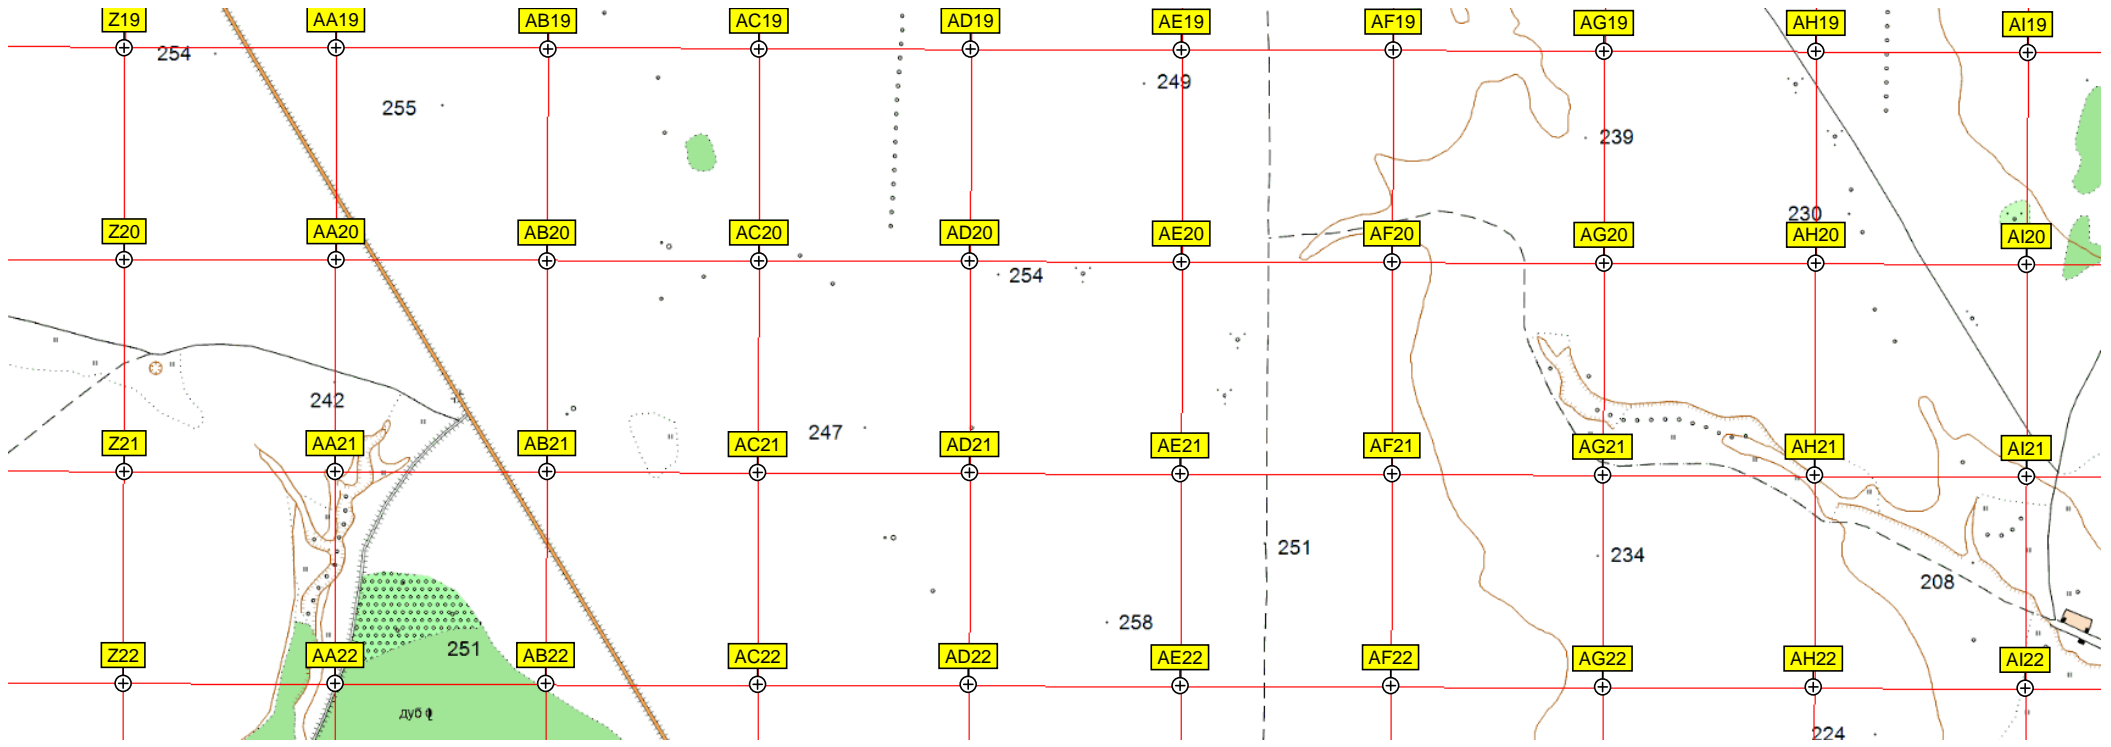 Z19 AA19 AB19 AC19 AD19 AE19 AF19 AG19 AH19 AI19
254
249
255
239
230
Z20 AA20 AB20 AC20 AD20 AE20 AF20 AG20 AH20 AI20
254
242
247
Z21 AA21 AB21 AC21 AD21 AE21 AF21 AG21 AH21 AI21
251
234
208
258
251
Z22 AA22 AB22 AC22 AD22 AE22 AF22 AG22 AH22 AI22
дуб
224